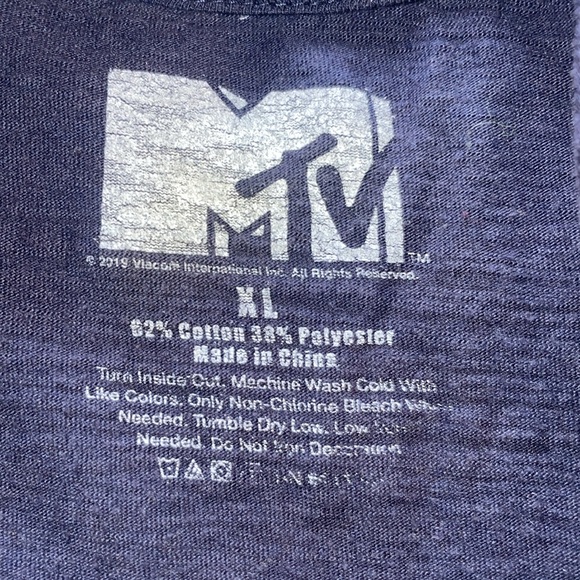 MTV
TM
© 2019 Viacom International Inc. All Rights Reserved.
XL
62% Cotton 38% Polyester
Made in China
Turn Inside Out. Machine Wash Cold With
Like Colors. Only Non-Chlorine Bleach When
Needed. Tumble Dry Low. Low Iron
Needed. Do Not Iron Decoration